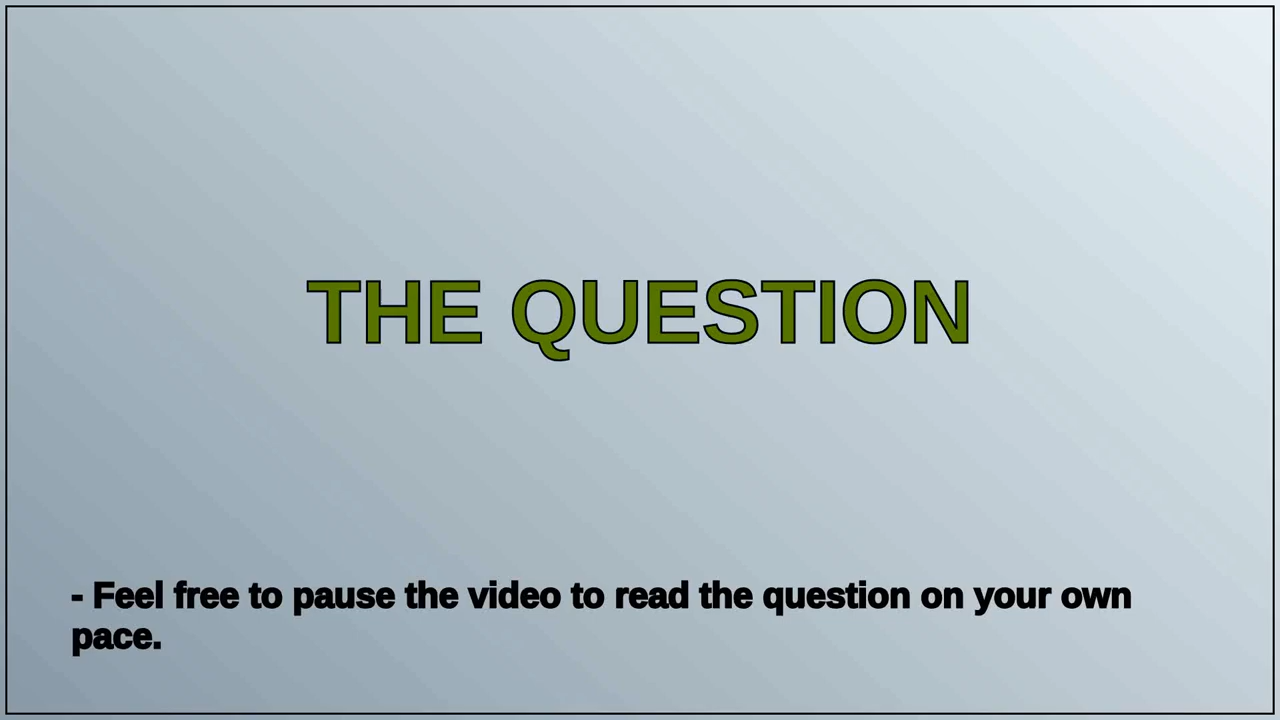 THE QUESTION
- Feel free to pause the video to read the question on your own
pace.